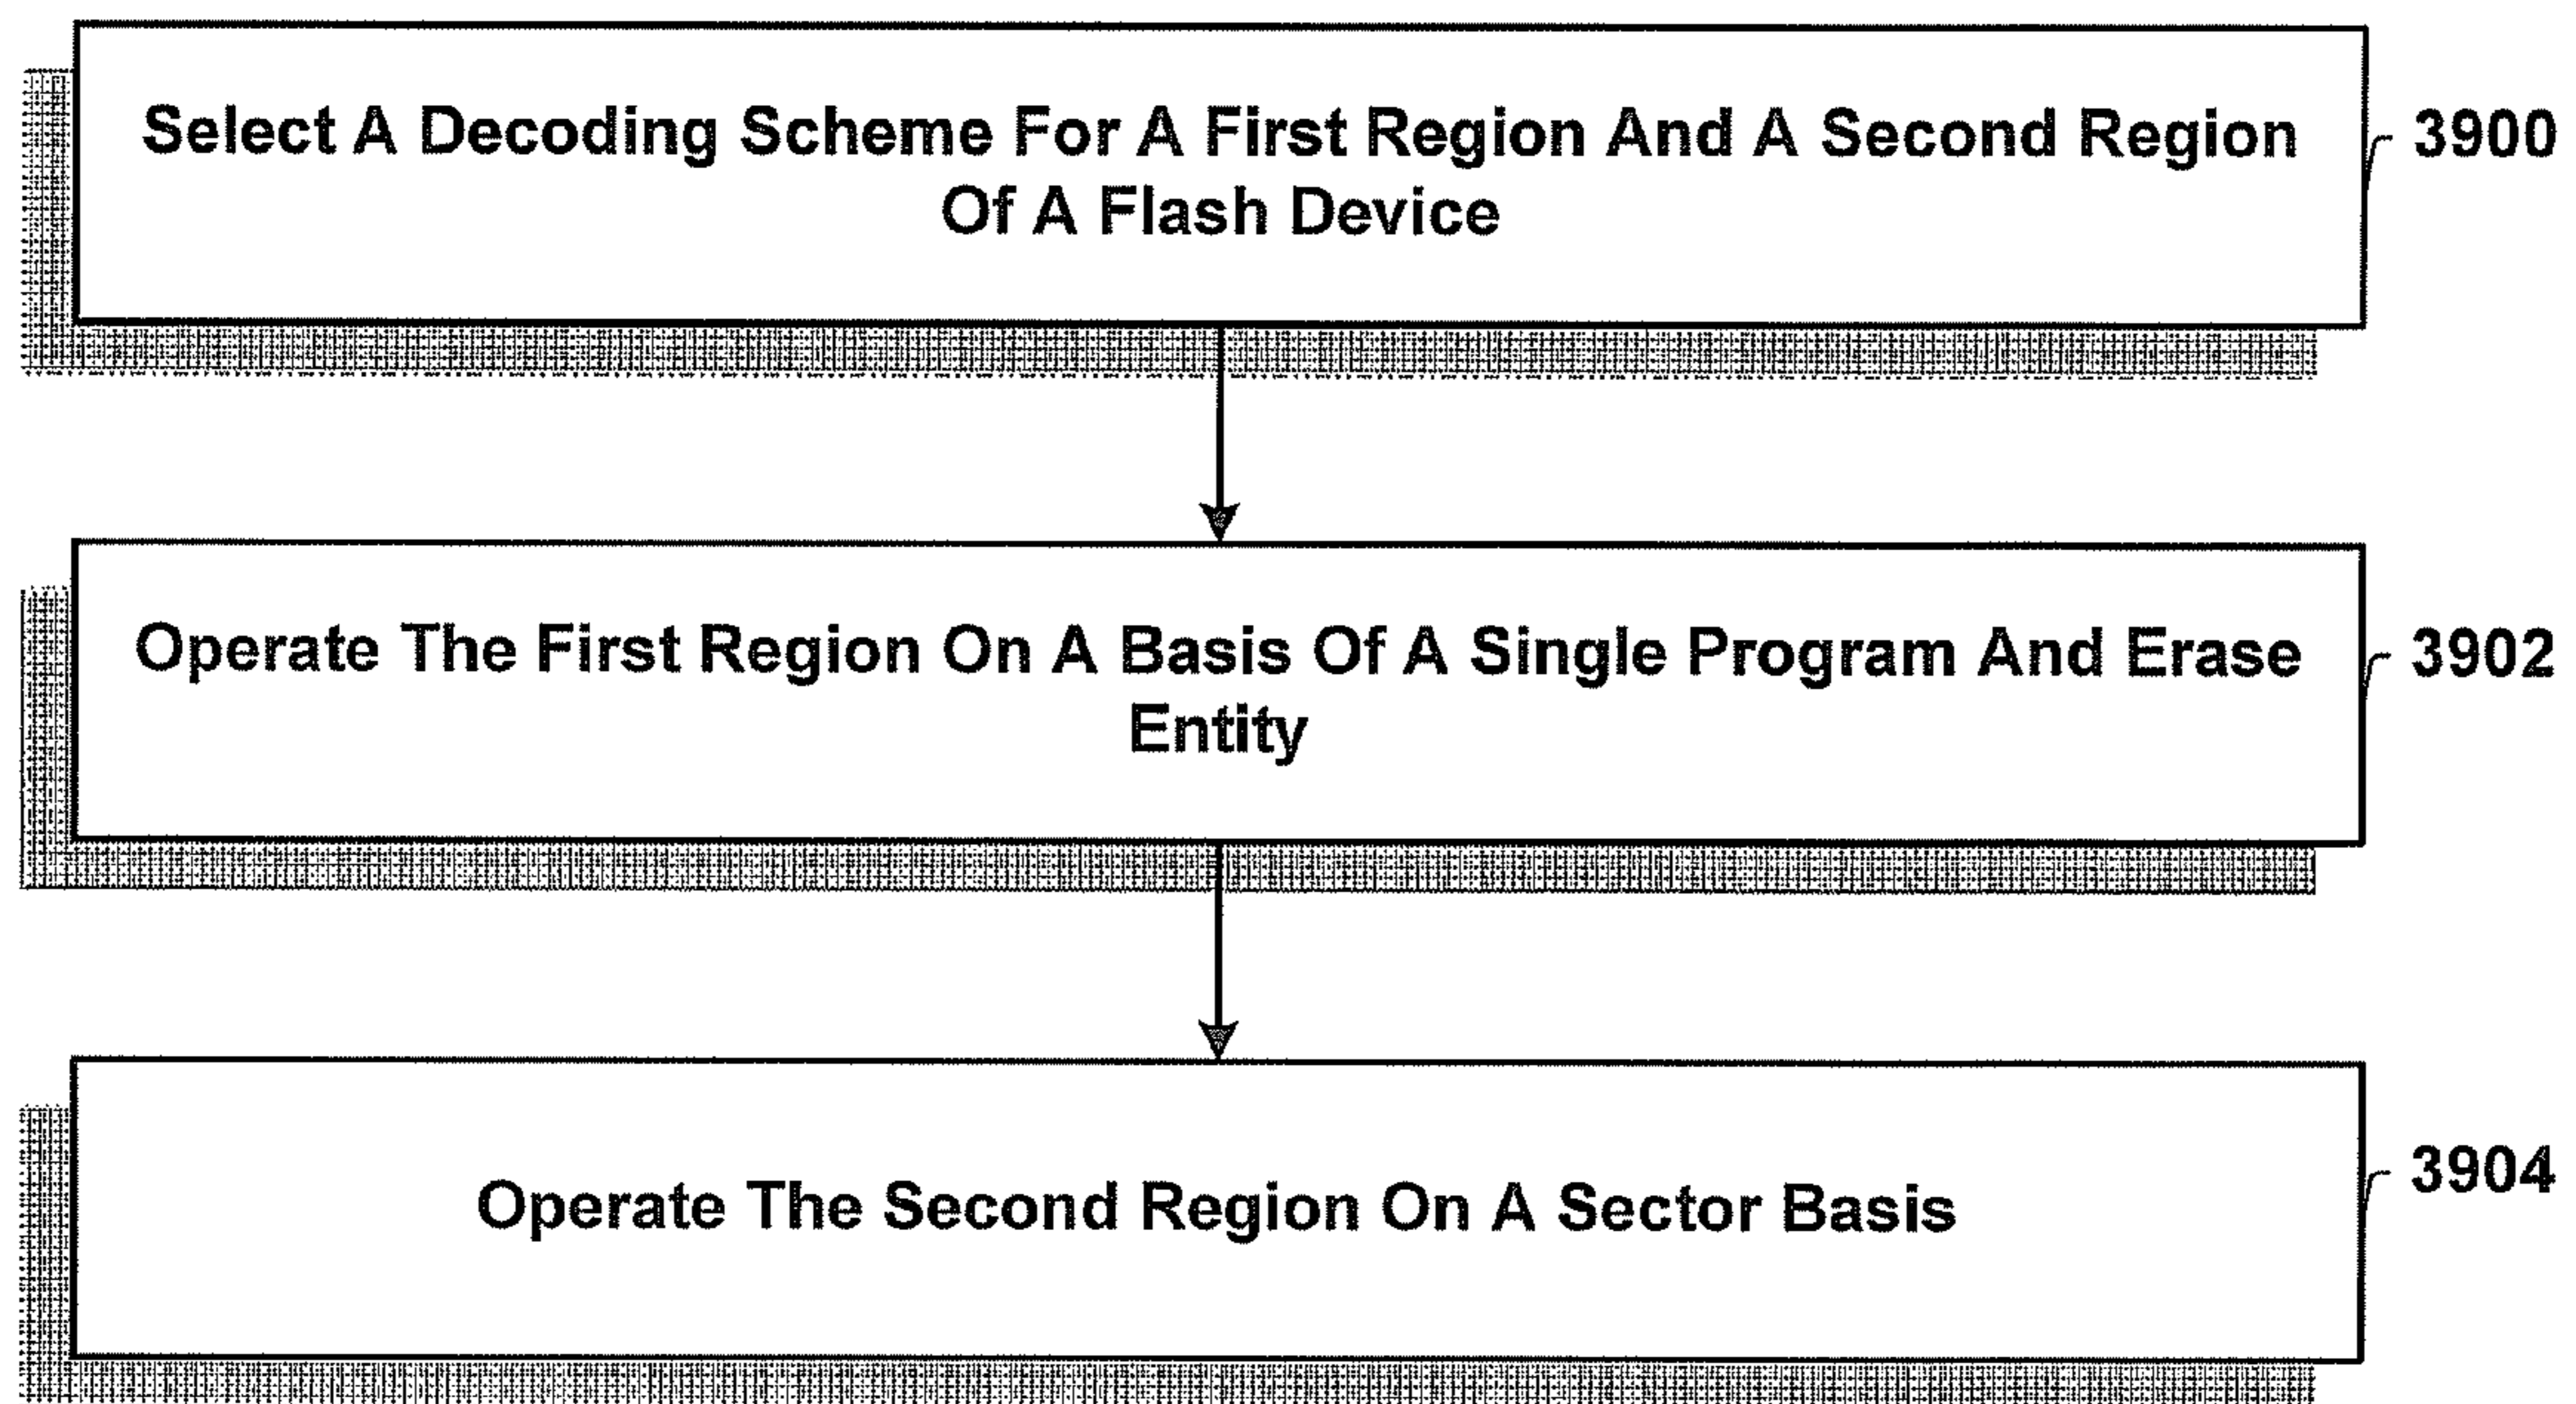 Select A Decoding Scheme For A First Region And A Second Region
Of A Flash Device
3900
Operate The First Region On A Basis Of A Single Program And Erase
Entity
3902
Operate The Second Region On A Sector Basis
3904